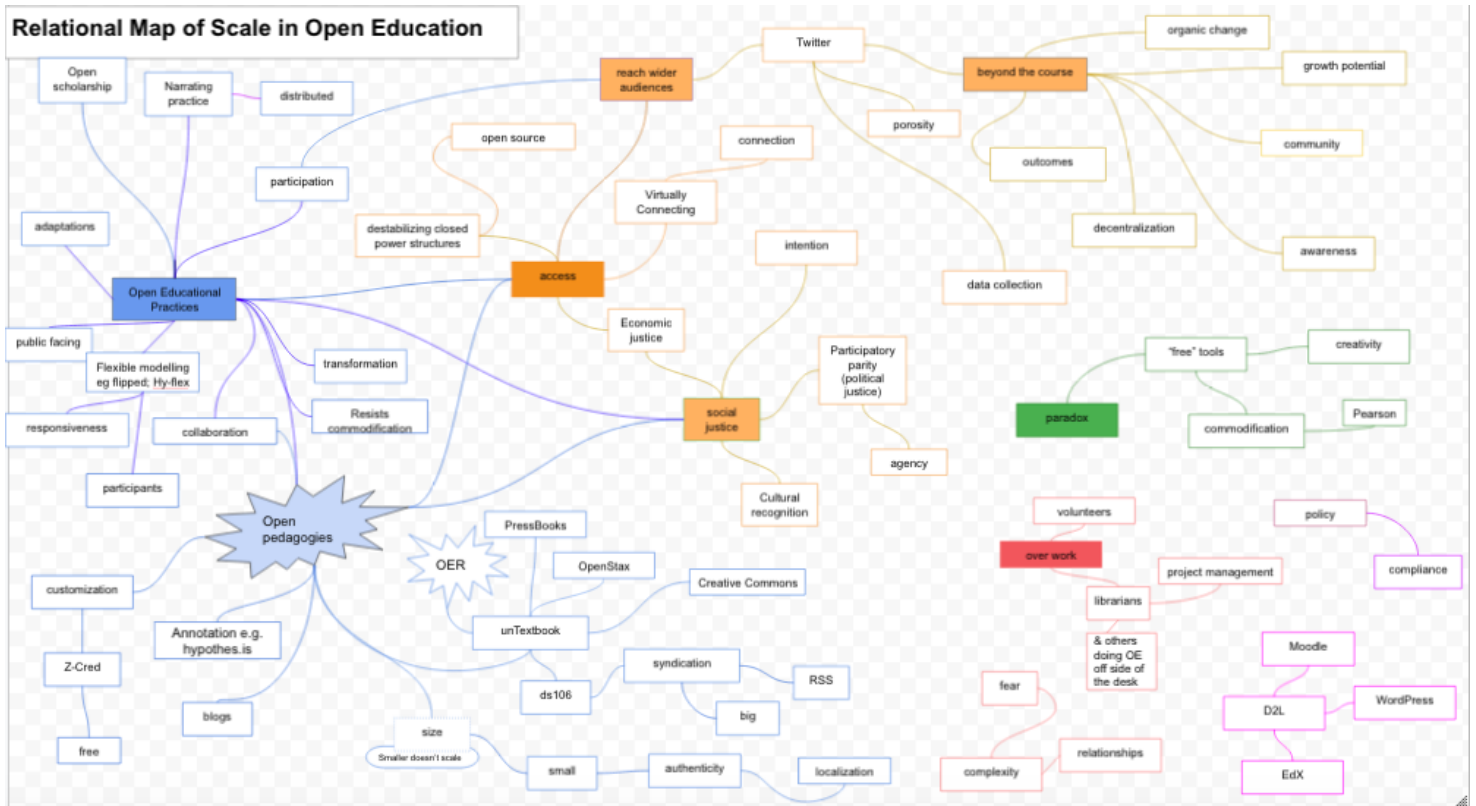 Relational Map of Scale in Open Education
Open
scholarship
Narrating
practice
distributed
participation
adaptations
Open Educational
Practices
public facing
Flexible modelling
eg flipped; Hy-flex
responsiveness
participants
collaboration
transformation
Resists
commodification
reach wider
audiences
Twitter
open source
destabilizing closed
power structures
connection
Virtually
Connecting
access
Economic
justice
intention
social
justice
Participatory
parity
(political
justice)
agency
Cultural
recognition
porosity
data collection
beyond the course
organic change
growth potential
community
outcomes
decentralization
awareness
"free" tools
creativity
paradox
commodification
Pearson
Open
pedagogies
customization
Z-Cred
free
Annotation e.g.
hypothes.is
blogs
OER
PressBooks
OpenStax
Creative Commons
unTextbook
ds106
syndication
RSS
big
size
Smaller doesn't scale
small
authenticity
localization
volunteers
over work
project management
librarians
& others
doing OE
off side of
the desk
fear
complexity
relationships
policy
compliance
Moodle
D2L
WordPress
EdX